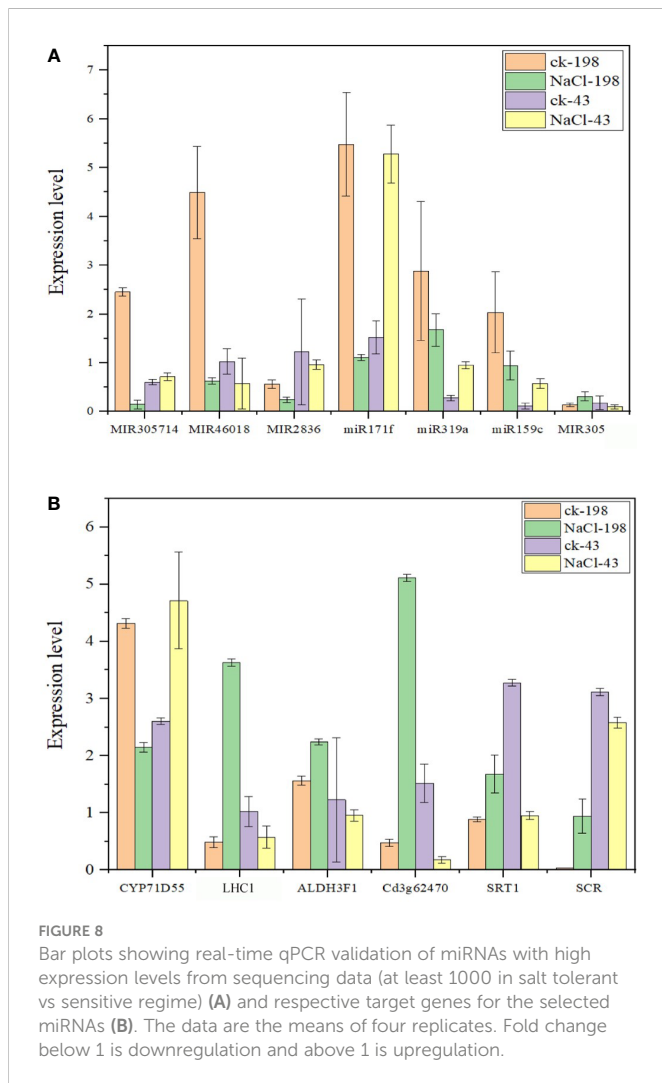 A
7
6
5
4
3
2
1
0
Expression level
ck-198
NaCl-198
ck-43
NaCl-43
MIR305714 MIR46018 MIR2836 miR171f miR319a miR159c MIR305
B
6
5
4
3
2
1
0
Expression level
ck-198
NaCl-198
ck-43
NaCl-43
CYP71D55 LHC1 ALDH3F1 Cd3g62470 SRT1 SCR
FIGURE 8
Bar plots showing real-time qPCR validation of miRNAs with high
expression levels from sequencing data (at least 1000 in salt tolerant
vs sensitive regime) (A) and respective target genes for the selected
miRNAs (B). The data are the means of four replicates. Fold change
below 1 is downregulation and above 1 is upregulation.